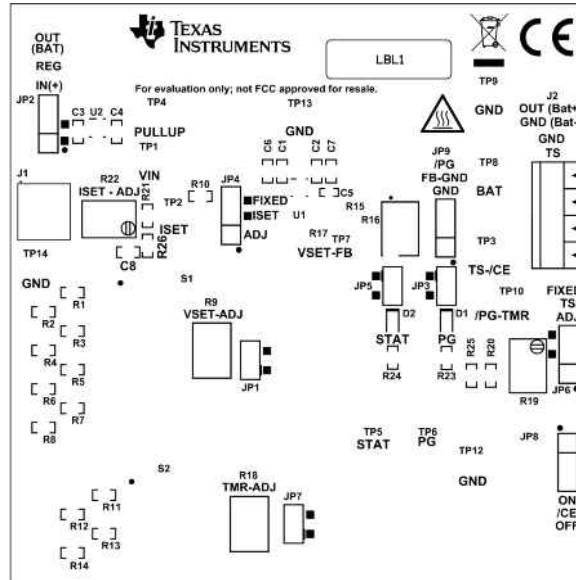 TEXAS
INSTRUMENTS
LBL1
CE
OUT
(BAT)
REG
IN(+)
JP2
For evaluation only; not FCC approved for resale.
C3 U2 C4
TP4
TP13
TP9
GND
J2
OUT (Bat+
GND (Bat-
GND
TS
PULLUP
TP1
GND
C6 C1 C2 C7
JP9
/PG
FB-GND
GND
TP8
BAT
J1
R22
ISET - ADJ
VIN
R21
TP2
R10
JP4
FIXED
ISET
ADJ
U1
C5
R15
R16
R17
TP7
VSET-FB
TP3
TS-/CE
ISET
R26
C8
TP14
GND
S1
JP5
JP3
TP10
FIXED
TS
ADJ
R1
R2
R3
R4
R5
R6
R7
R8
R9
VSET-ADJ
JP1
D2
STAT
R24
D1
PG
R23
/PG-TMR
R25
R20
R19
JP6
TP5
STAT
TP6
PG
TP12
GND
JP8
ON
/CE
OFF
S2
R11
R12
R13
R14
R18
TMR-ADJ
JP7